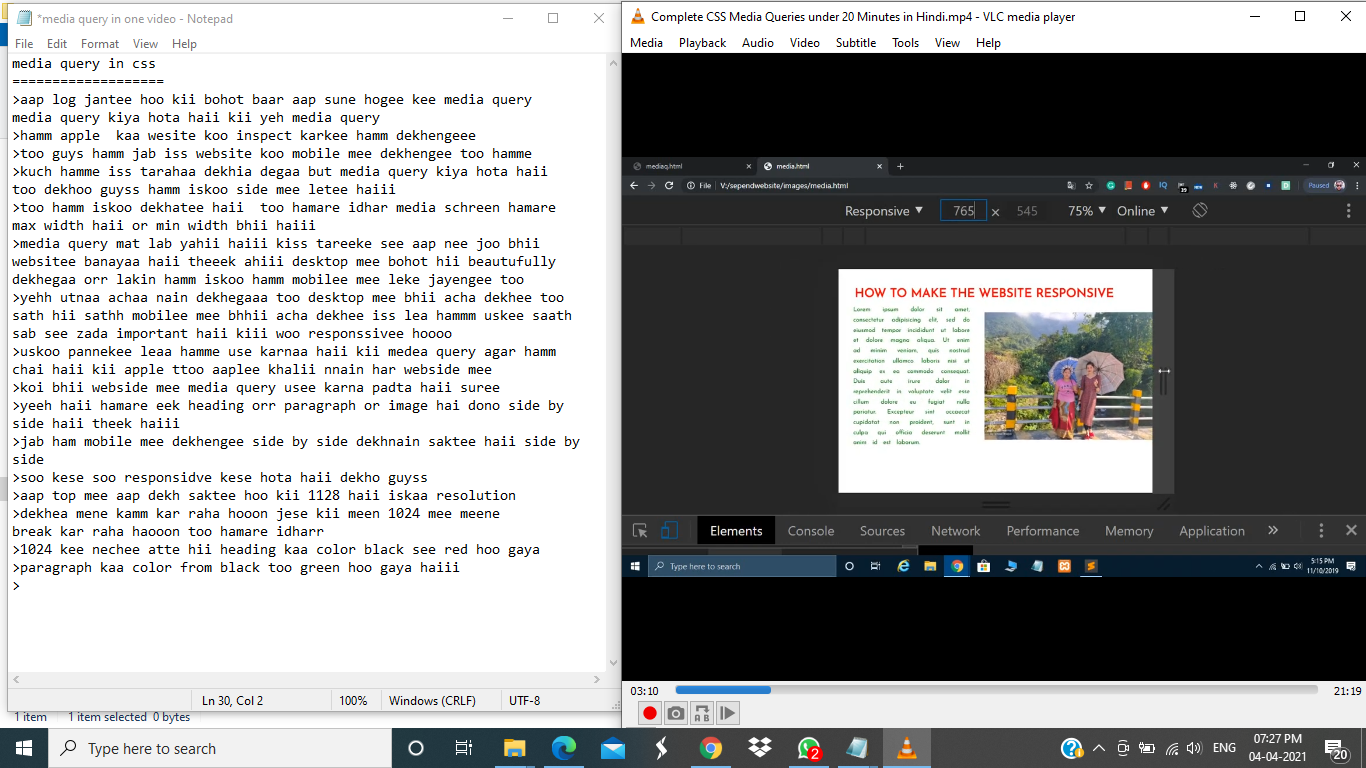 *media query in one video - Notepad
File Edit Format View Help
media query in css
===================
>aap log jantee hoo kii bohot baar aap sune hogee kee media query
media query kiya hota haii kii yeh media query
>hamm apple  kaa wesite koo inspect karkee hamm dekhengeee
>too guys hamm jab iss website koo mobile mee dekhengee too hamme
>kuch hamme iss tarahaa dekhia degaa but media query kiya hota haii
too dekhoo guyss hamm iskoo side mee letee haiii
>too hamm iskoo dekhatee haii  too hamare idhar media schreen hamare
max width haii or min width bhii haiii
>media query mat lab yahii haiii kiss tareeke see aap nee joo bhii
websitee banayaa haii theeek ahiii desktop mee bohot hii beautufully
dekhegaa orr lakin hamm iskoo hamm mobilee mee leke jayengee too
>yehh utnaa achaa nain dekhegaaa too desktop mee bhii acha dekhee too
sath hii sathh mobilee mee bhhii acha dekhee iss lea hammm uskee saath
sab see zada important haii kiii woo responssivee hoooo
>uskoo pannekee leaa hamme use karnaa haii kii medea query agar hamm
chai haii kii apple ttoo aaplee khalii nnain har webside mee
>koi bhii webside mee media query usee karna padta haii suree
>yeeh haii hamare eek heading orr paragraph or image hai dono side by
side haii theek haiii
>jab ham mobile mee dekhengee side by side dekhnain saktee haii side by
side
>soo kese soo responsidve kese hota haii dekho guyss
>aap top mee aap dekh saktee hoo kii 1128 haii iskaa resolution
>dekhea mene kamm kar raha hooon jese kii meen 1024 mee meene
break kar raha haooon too hamare idharr
>1024 kee nechee atte hii heading kaa color black see red hoo gaya
>paragraph kaa color from black too green hoo gaya haiii
>
Ln 30, Col 2 100% Windows (CRLF) UTF-8
1 item 1 item selected 0 bytes
Complete CSS Media Queries under 20 Minutes in Hindi.mp4 - VLC media player
Media Playback Audio Video Subtitle Tools View Help
mediaq.html media.html
File V:/sependwebsite/images/media.html Paused
Responsive 765 × 545 75% Online
HOW TO MAKE THE WEBSITE RESPONSIVE
Lorem ipsum dolor sit amet,
consectetur adipisicing elit, sed do
eiusmod tempor incididunt ut labore
et dolore magna aliqua. Ut enim
ad minim veniam, quis nostrud
exercitation ullamco laboris nisi ut
aliquip ex ea commodo consequat.
Duis aute irure dolor in
reprehenderit in voluptate velit esse
cillum dolore eu fugiat nulla
pariatur. Excepteur sint occaecat
cupidatat non proident, sunt in
culpa qui officia deserunt mollit
anim id est laborum.
Elements Console Sources Network Performance Memory Application
Type here to search
5:15 PM
11/10/2019
03:10 21:19
A B
Type here to search
2
ENG
07:27 PM
04-04-2021
20